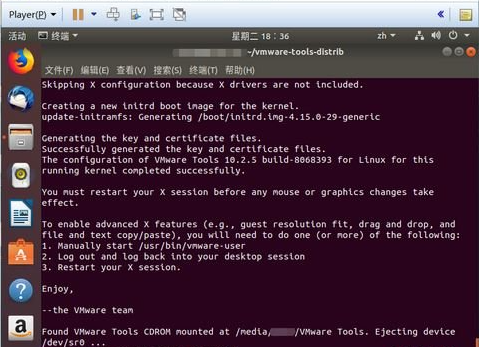 Player(P)
活动 终端 星期二 18：36 zh
~/vmware-tools-distrib
文件(F) 编辑(E) 查看(V) 搜索(S) 终端(T) 帮助(H)
Skipping X configuration because X drivers are not included.
Creating a new initrd boot image for the kernel.
update-initramfs: Generating /boot/initrd.img-4.15.0-29-generic
Generating the key and certificate files.
Successfully generated the key and certificate files.
The configuration of VMware Tools 10.2.5 build-8068393 for Linux for this
running kernel completed successfully.
You must restart your X session before any mouse or graphics changes take
effect.
To enable advanced X features (e.g., guest resolution fit, drag and drop, and
file and text copy/paste), you will need to do one (or more) of the following:
1. Manually start /usr/bin/vmware-user
2. Log out and log back into your desktop session
3. Restart your X session.
Enjoy,
--the VMware team
Found VMware Tools CDROM mounted at /media/ /VMware Tools. Ejecting device
/dev/sr0 ...